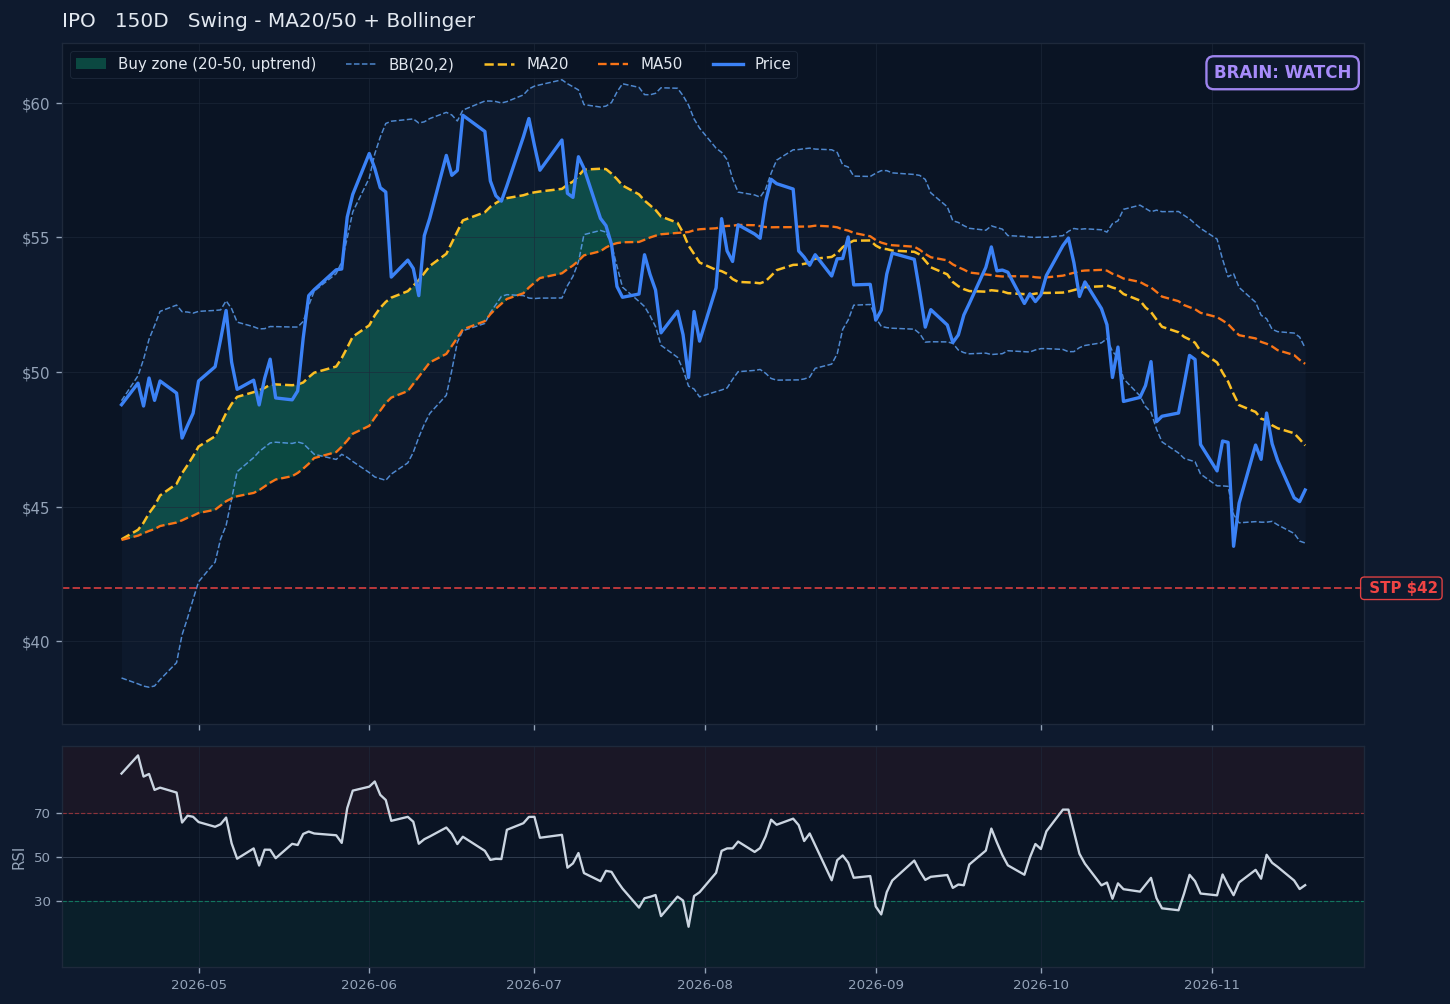 IPO 150D Swing - MA20/50 + Bollinger
Buy zone (20-50, uptrend) BB(20,2) MA20 MA50 Price
BRAIN: WATCH
$60
$55
$50
$45
STP $42
$40
70
50
30
RSI
2026-05 2026-06 2026-07 2026-08 2026-09 2026-10 2026-11